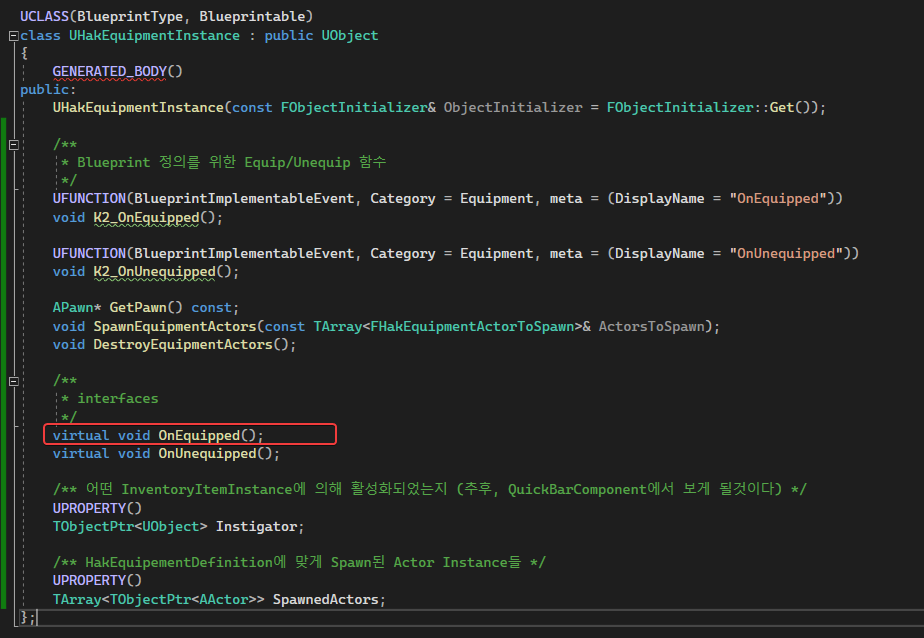 UCLASS(BlueprintType, Blueprintable)
class UHakEquipmentInstance : public UObject
{
GENERATED_BODY()
public:
UHakEquipmentInstance(const FObjectInitializer& ObjectInitializer = FObjectInitializer::Get());
/**
* Blueprint 정의를 위한 Equip/Unequip 함수
*/
UFUNCTION(BlueprintImplementableEvent, Category = Equipment, meta = (DisplayName = "OnEquipped"))
void K2_OnEquipped();
UFUNCTION(BlueprintImplementableEvent, Category = Equipment, meta = (DisplayName = "OnUnequipped"))
void K2_OnUnequipped();
APawn* GetPawn() const;
void SpawnEquipmentActors(const TArray<FHakEquipmentActorToSpawn>& ActorsToSpawn);
void DestroyEquipmentActors();
/**
* interfaces
*/
virtual void OnEquipped();
virtual void OnUnequipped();
/** 어떤 InventoryItemInstance에 의해 활성화되었는지 (추후, QuickBarComponent에서 보게 될것이다) */
UPROPERTY()
TObjectPtr<UObject> Instigator;
/** HakEquipementDefinition에 맞게 Spawn된 Actor Instance들 */
UPROPERTY()
TArray<TObjectPtr<AActor>> SpawnedActors;
};